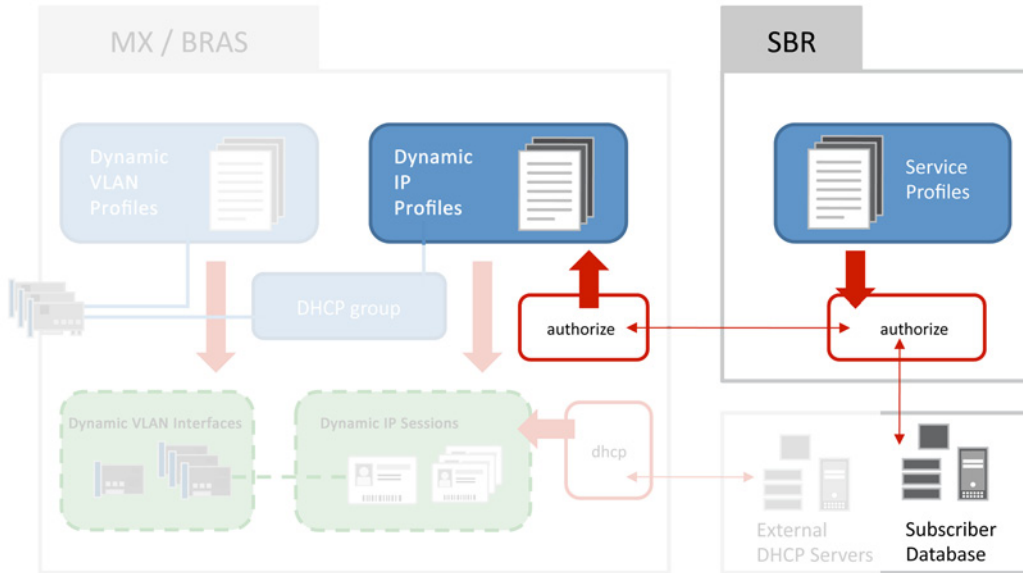 MX / BRAS
SBR
Dynamic
VLAN
Profiles
Dynamic
IP
Profiles
Service
Profiles
DHCP group
authorize
authorize
Dynamic VLAN Interfaces
Dynamic IP Sessions
dhcp
External
DHCP Servers
Subscriber
Database